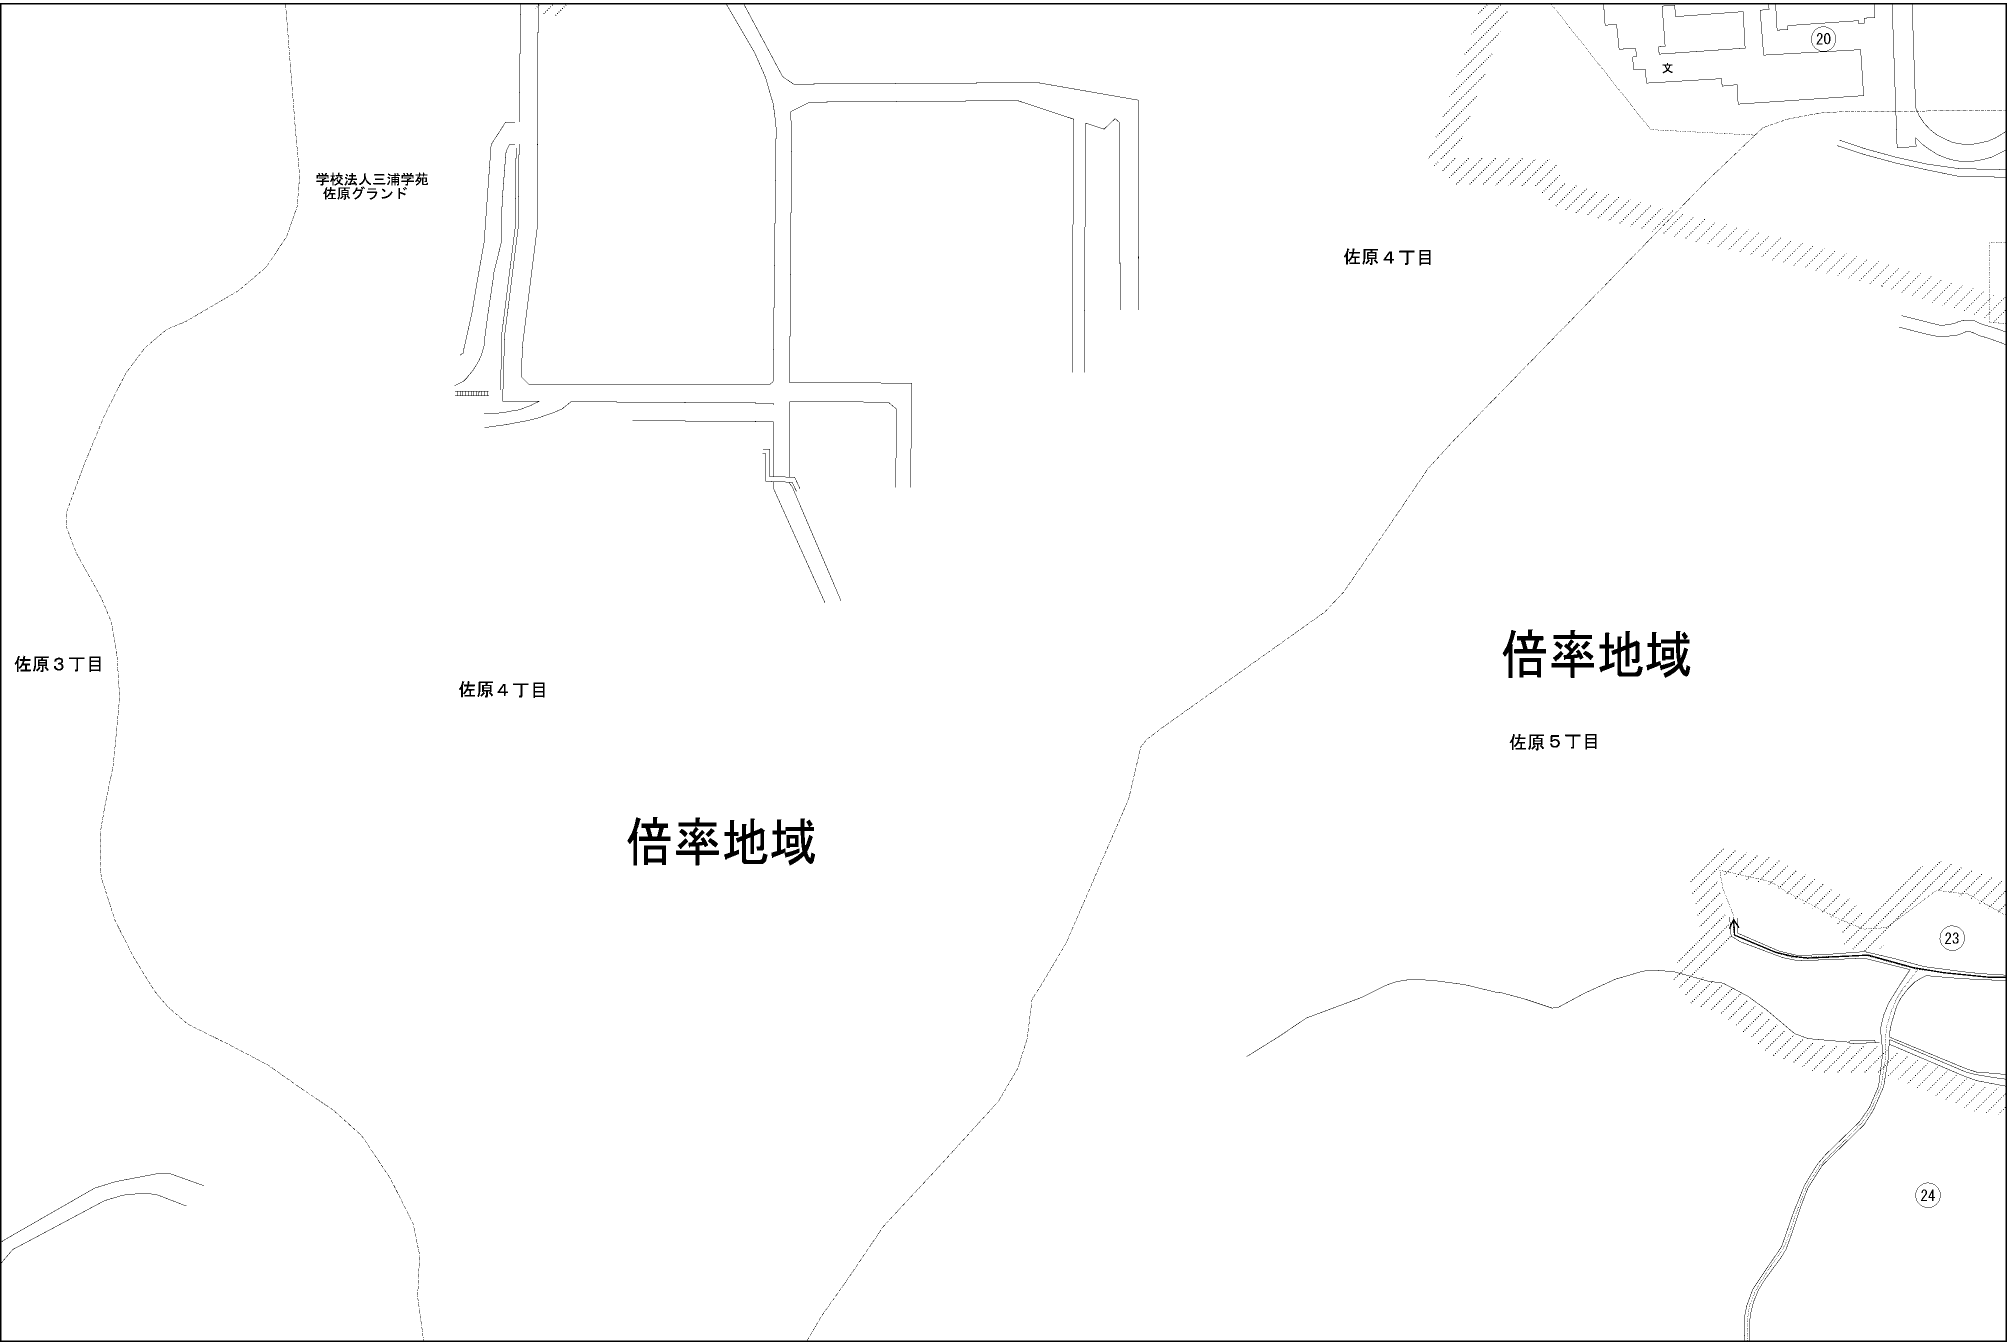 ⑳
文
学校法人三浦学苑
佐原グランド
佐原４丁目
倍率地域
佐原３丁目
佐原４丁目
佐原５丁目
倍率地域
㉓
㉔